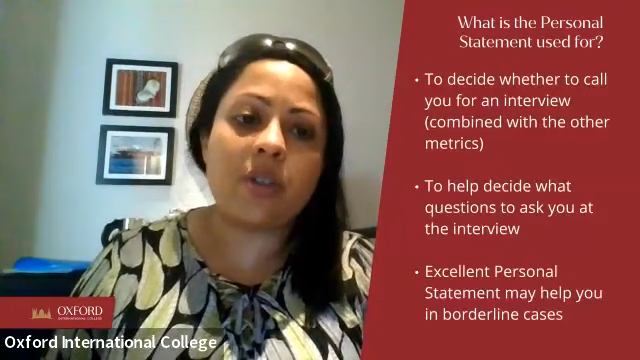 What is the Personal
Statement used for?
• To decide whether to call
you for an interview
(combined with the other
metrics)
• To help decide what
questions to ask you at
the interview
• Excellent Personal
Statement may help you
in borderline cases
OXFORD
INTERNATIONAL COLLEGE
Oxford International College